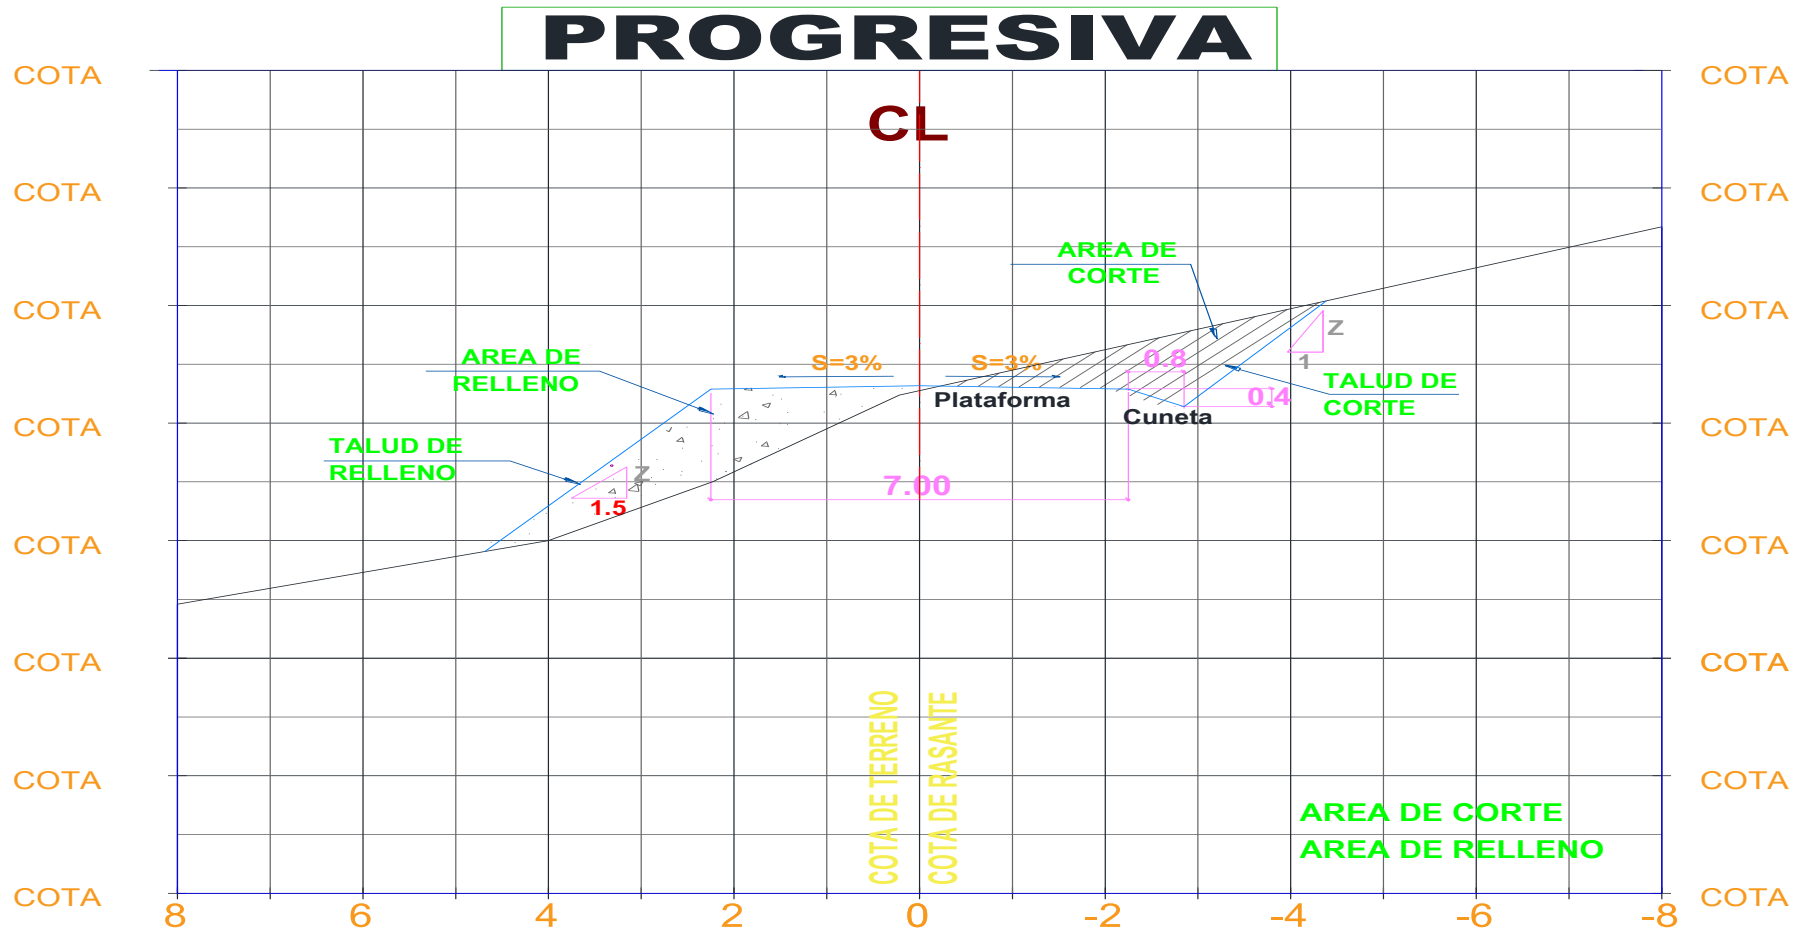 PROGRESIVA
COTA
COTA
CL
COTA
COTA
AREA DE
CORTE
COTA
COTA
Z
1
AREA DE
RELLENO
S=3%
S=3%
0.8
TALUD DE
CORTE
0.4
Plataforma
Cuneta
COTA
COTA
TALUD DE
RELLENO
Z
1.5
7.00
COTA
COTA
COTA
COTA
COTA DE TERRENO
COTA DE RASANTE
COTA
COTA
AREA DE CORTE
AREA DE RELLENO
COTA
COTA
8 6 4 2 0 -2 -4 -6 -8